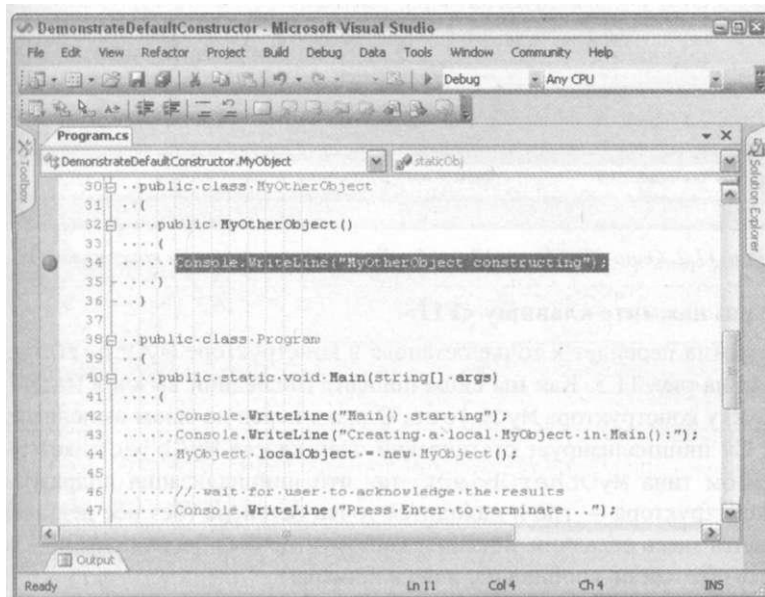 DemonstrateDefaultConstructor - Microsoft Visual Studio
File Edit View Refactor Project Build Debug Data Tools Window Community Help
Debug Any CPU
Toolbox
Program.cs
Solution Explorer
DemonstrateDefaultConstructor.MyObject staticObj
30 ··public·class·MyOtherObject
31
32 ····public·MyOtherObject()
33 ····{
34 Console.WriteLine("MyOtherObject constructing");
35 ····}
36 ··}
37
38 ··public·class·Program
39
40 ····public·static·void·Main(string[]·args)
41 ····{
42 ······Console.WriteLine("Main()·starting");
43 ······Console.WriteLine("Creating·a·local·MyObject·in·Main():");
44 ······MyObject·localObject·=·new·MyObject();
45
46 ······//·wait·for·user·to·acknowledge·the·results
47 ······Console.WriteLine("Press·Enter·to·terminate...");
Output
Ready Ln 11 Col 4 Ch 4 INS